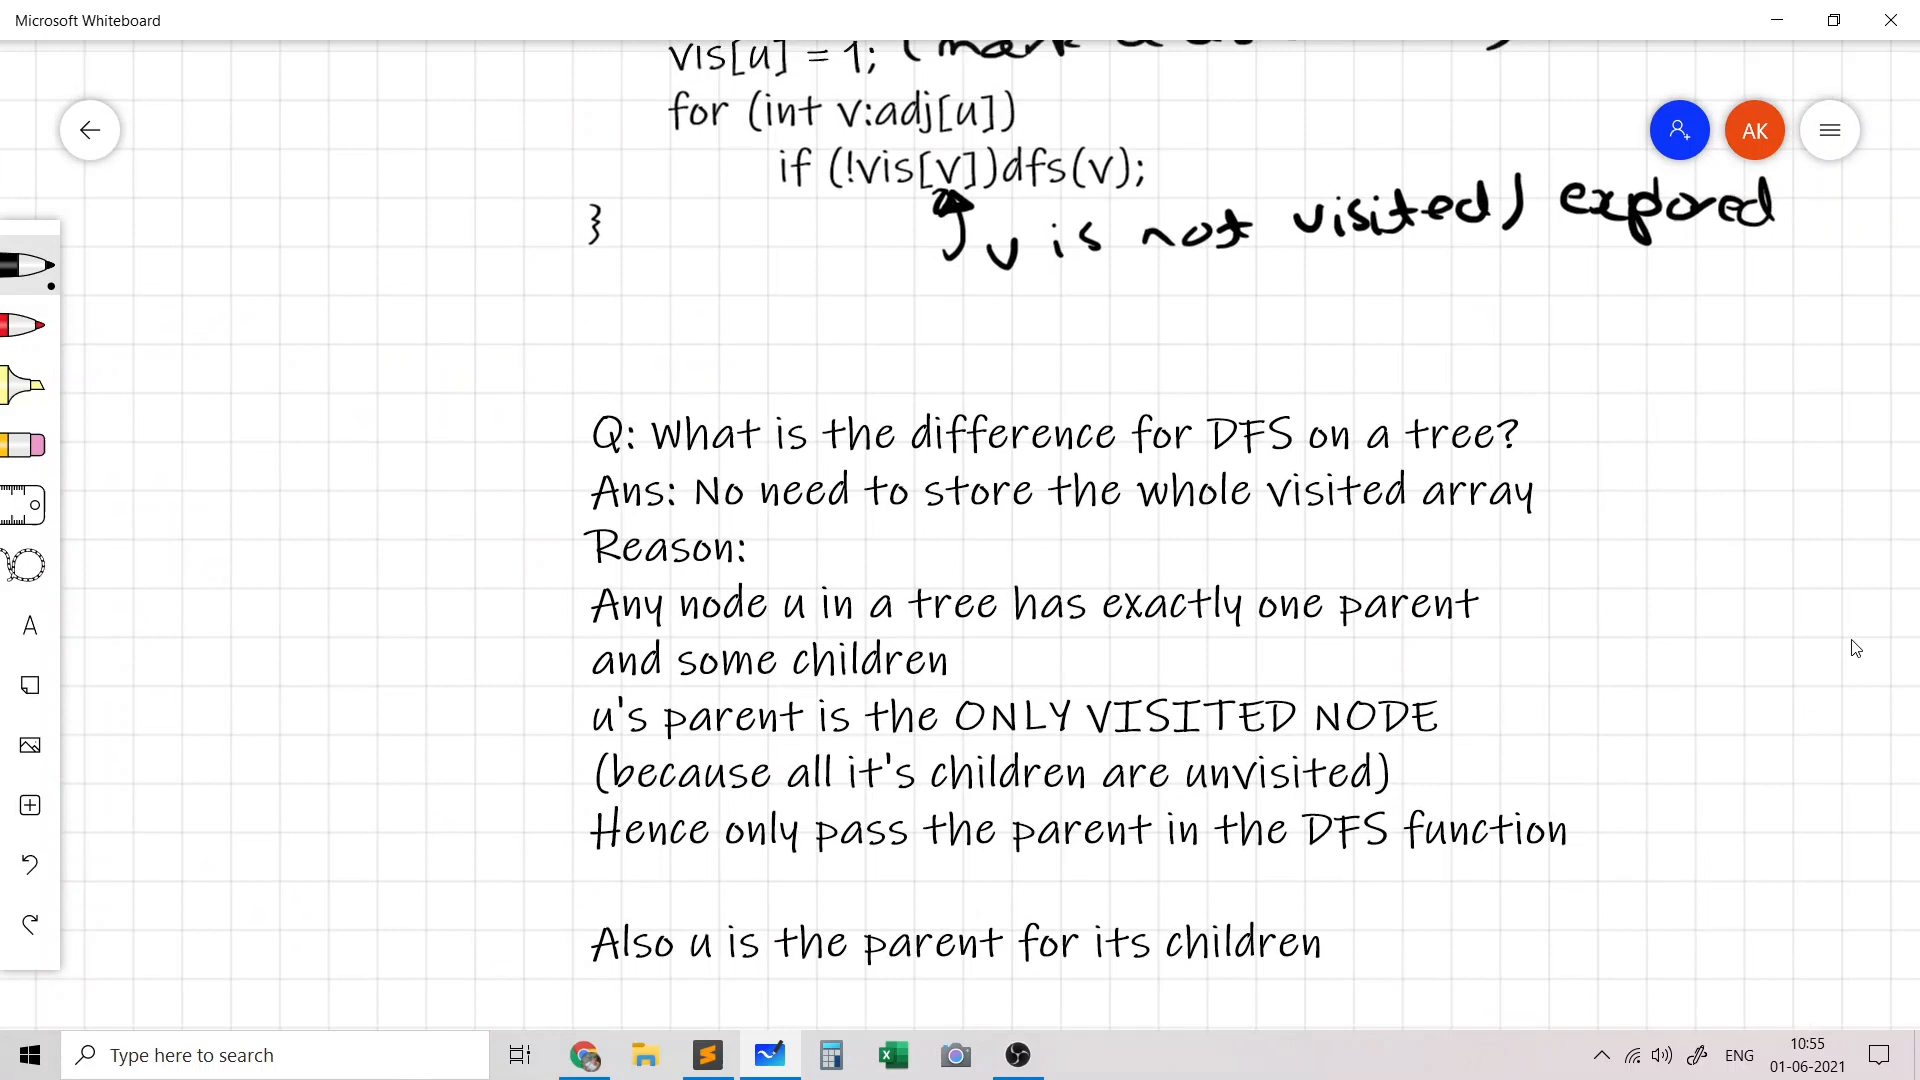 Microsoft Whiteboard
vis[u] = 1; (mark u
for (int v:adj[u])
if (!vis[v])dfs(v);
}
v is not visited) explored
AK
Q: What is the difference for DFS on a tree?
Ans: No need to store the whole visited array
Reason:
Any node u in a tree has exactly one parent
and some children
u's parent is the ONLY VISITED NODE
(because all it's children are unvisited)
Hence only pass the parent in the DFS function
Also u is the parent for its children
Type here to search
ENG
10:55
01-06-2021